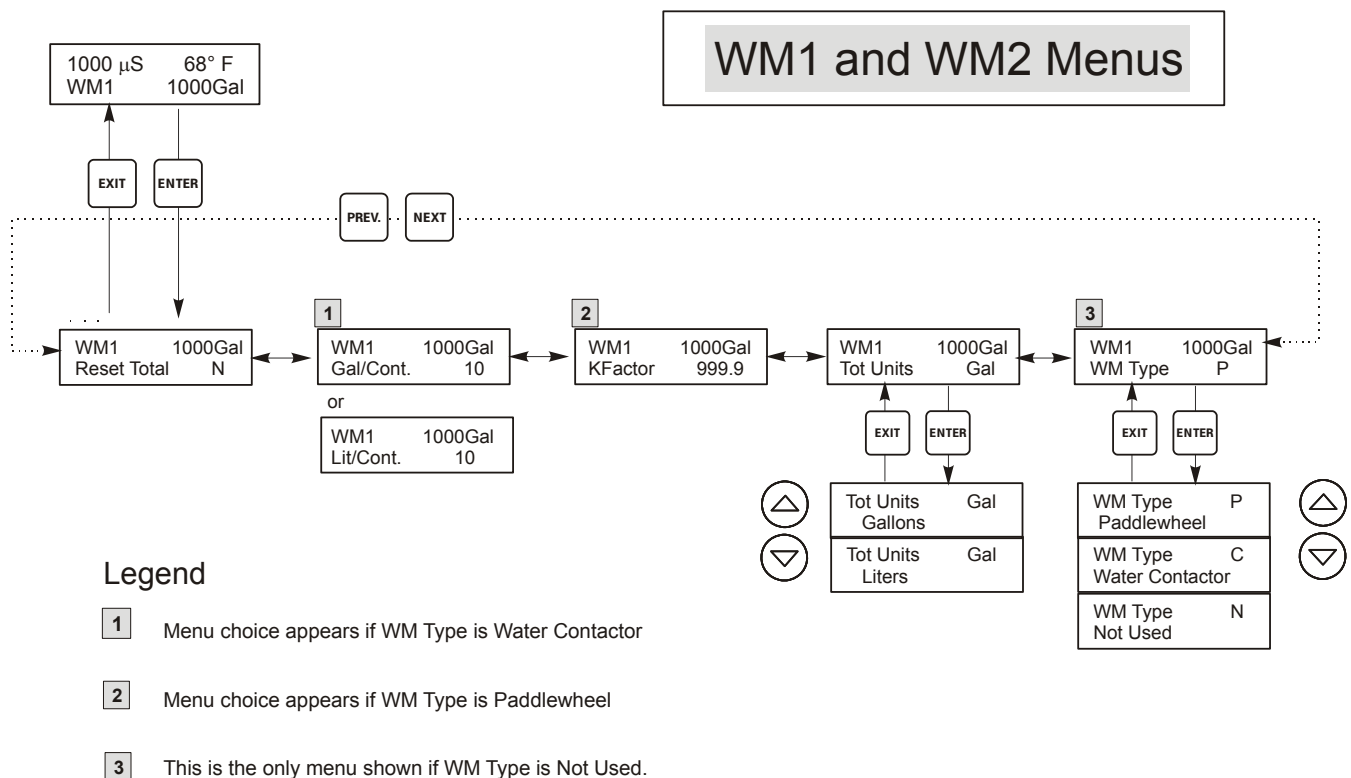 WM1 and WM2 Menus
1000 µS 68° F
WM1 1000Gal
EXIT
ENTER
PREV.
NEXT
1
2
3
WM1 1000Gal
Reset Total N
WM1 1000Gal
Gal/Cont. 10
or
WM1 1000Gal
Lit/Cont. 10
WM1 1000Gal
KFactor 999.9
WM1 1000Gal
Tot Units Gal
WM1 1000Gal
WM Type P
EXIT
ENTER
EXIT
ENTER
Tot Units Gal
Gallons
Tot Units Gal
Liters
WM Type P
Paddlewheel
WM Type C
Water Contactor
WM Type N
Not Used
Legend
1 Menu choice appears if WM Type is Water Contactor
2 Menu choice appears if WM Type is Paddlewheel
3 This is the only menu shown if WM Type is Not Used.